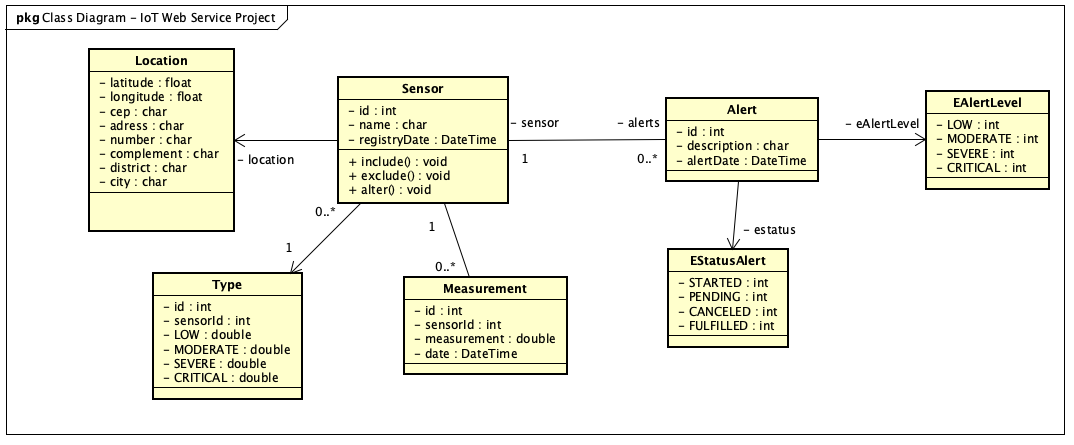 pkg Class Diagram - IoT Web Service Project
Location
- latitude : float
- longitude : float
- cep : char
- adress : char
- number : char
- complement : char
- district : char
- city : char
- location
Sensor
- id : int
- name : char
- registryDate : DateTime
+ include() : void
+ exclude() : void
+ alter() : void
- sensor
1
- alerts
0..*
Alert
- id : int
- description : char
- alertDate : DateTime
- eAlertLevel
EAlertLevel
- LOW : int
- MODERATE : int
- SEVERE : int
- CRITICAL : int
0..*
1
1
0..*
- estatus
Type
- id : int
- sensorId : int
- LOW : double
- MODERATE : double
- SEVERE : double
- CRITICAL : double
Measurement
- id : int
- sensorId : int
- measurement : double
- date : DateTime
EStatusAlert
- STARTED : int
- PENDING : int
- CANCELED : int
- FULFILLED : int